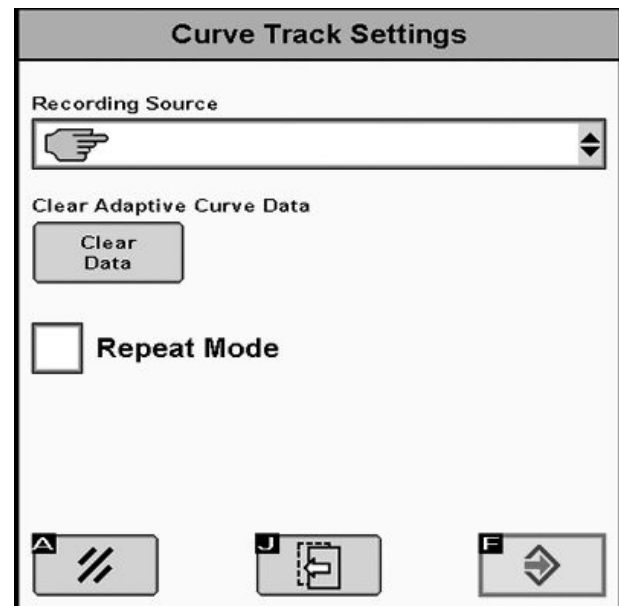 Curve Track Settings
Recording Source
Clear Adaptive Curve Data
Clear
Data
Repeat Mode
A
J
F